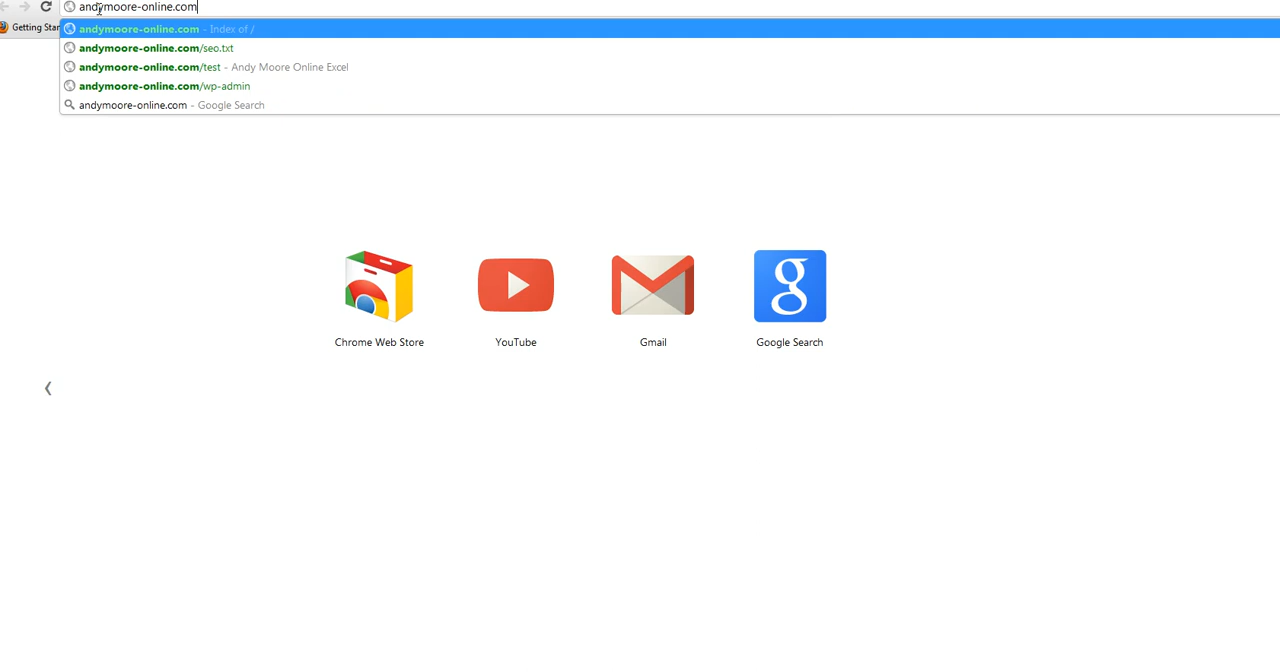 andymoore-online.com
Getting Star
andymoore-online.com - Index of /
andymoore-online.com/seo.txt
andymoore-online.com/test - Andy Moore Online Excel
andymoore-online.com/wp-admin
andymoore-online.com - Google Search
g
Chrome Web Store YouTube Gmail Google Search